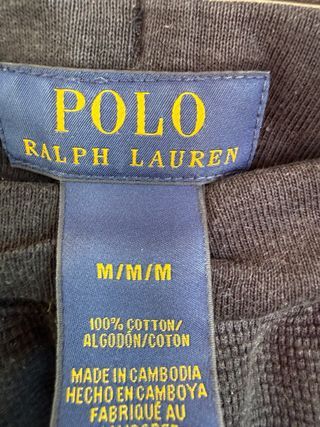 POLO
RALPH LAUREN
M/M/M
100% COTTON/
ALGODÓN/COTON
MADE IN CAMBODIA
HECHO EN CAMBOYA
FABRIQUÉ AU